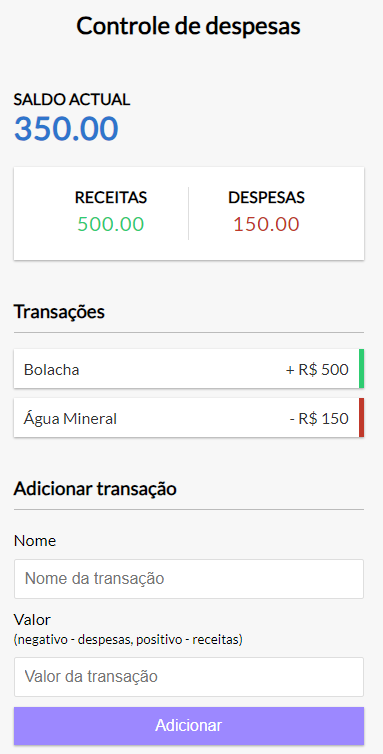 Controle de despesas
SALDO ACTUAL
350.00
RECEITAS
500.00
DESPESAS
150.00
Transações
Bolacha + R$ 500
Água Mineral - R$ 150
Adicionar transação
Nome
Nome da transação
Valor
(negativo - despesas, positivo - receitas)
Valor da transação
Adicionar